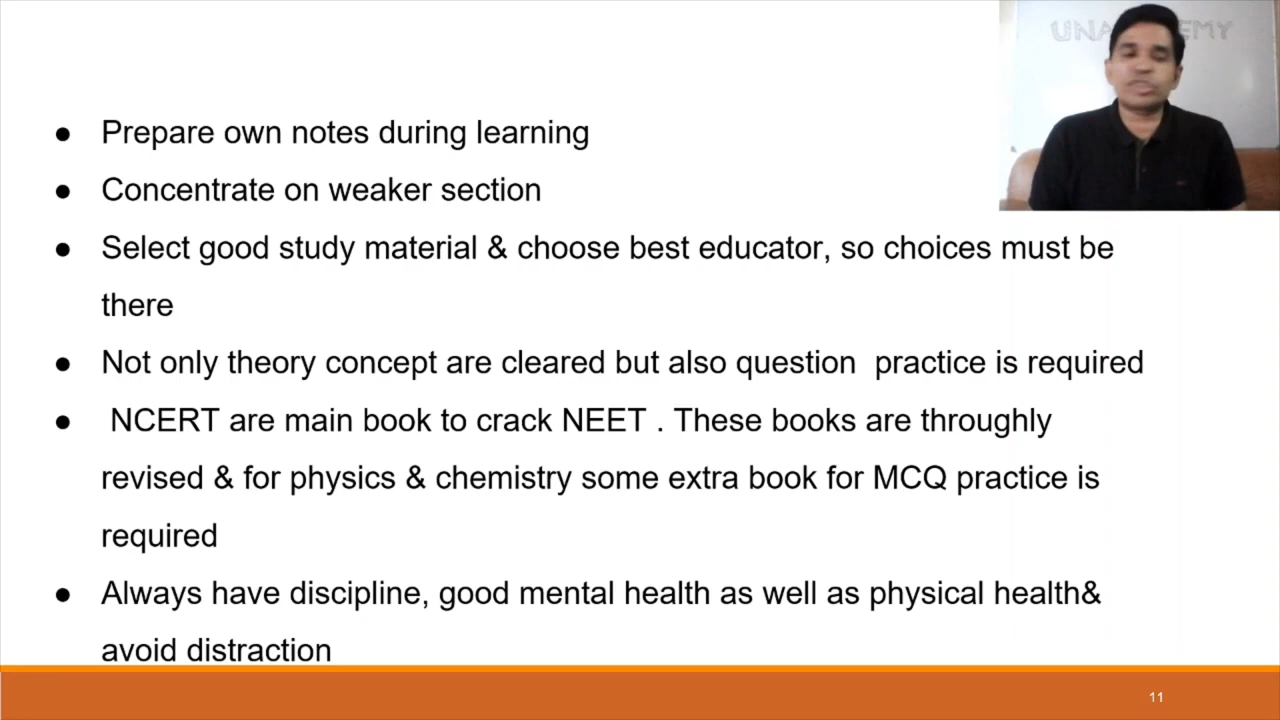 ● Prepare own notes during learning
● Concentrate on weaker section
● Select good study material & choose best educator, so choices must be
there
● Not only theory concept are cleared but also question  practice is required
●  NCERT are main book to crack NEET . These books are throughly
revised & for physics & chemistry some extra book for MCQ practice is
required
● Always have discipline, good mental health as well as physical health&
avoid distraction
11